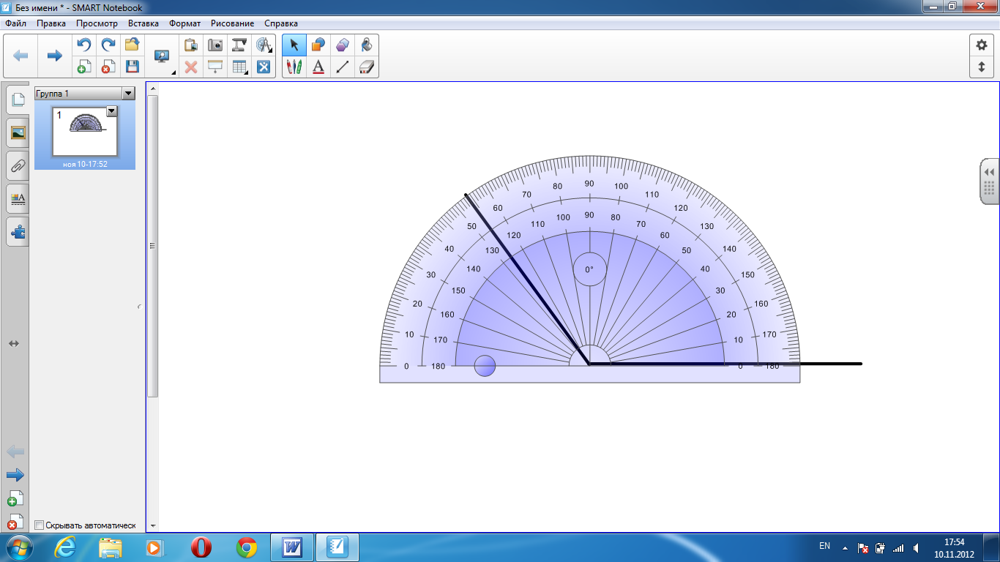 Без имени * - SMART Notebook
Файл Правка Просмотр Вставка Формат Рисование Справка
A
Группа 1
1
ноя 10-17:52
A
90
80 100
70 110
60 120
50 130
40 140
30 150
20 160
10 170
0 180
90
100 80
110 70
120 60
130 50
140 40
150 30
160 20
170 10
180 0
0°
Скрывать автоматическ
W
EN
17:54
10.11.2012